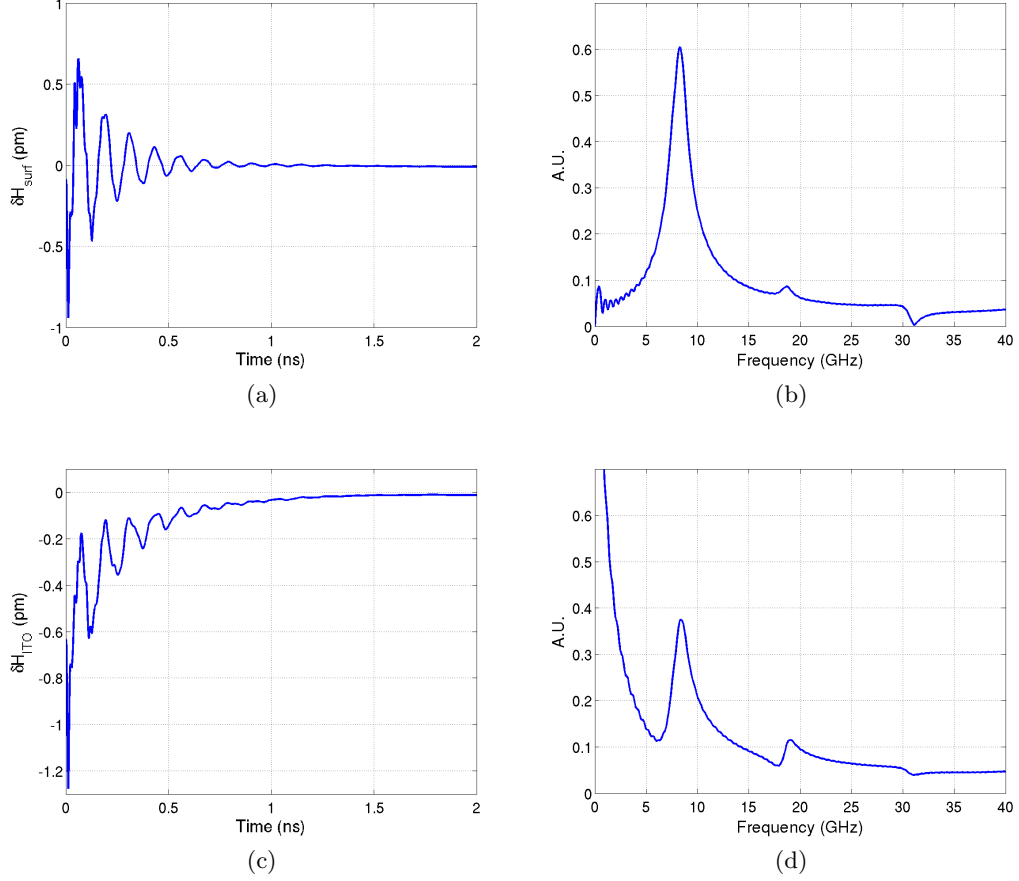 1
0.5
0
-0.5
-1
δH_surf (pm)
0 0.5 1 1.5 2
Time (ns)
(a)
0.6
0.5
0.4
0.3
0.2
0.1
0
A.U.
0 5 10 15 20 25 30 35 40
Frequency (GHz)
(b)
0
-0.2
-0.4
-0.6
-0.8
-1
-1.2
δH_ITO (pm)
0 0.5 1 1.5 2
Time (ns)
(c)
0.6
0.5
0.4
0.3
0.2
0.1
0
A.U.
0 5 10 15 20 25 30 35 40
Frequency (GHz)
(d)